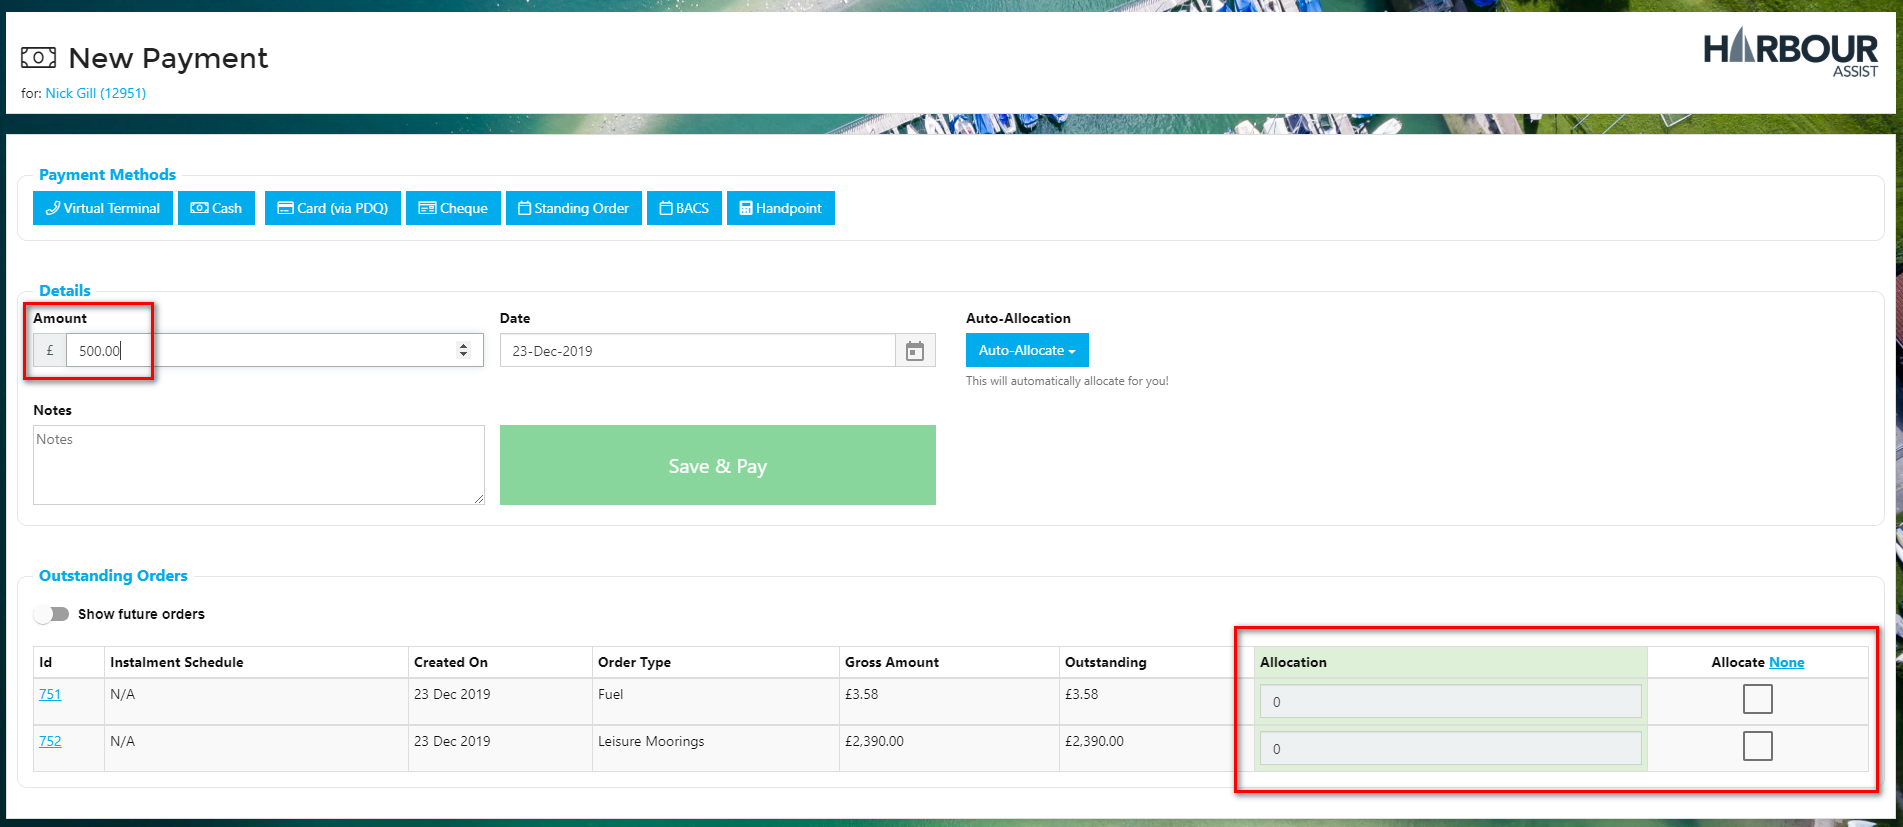 New Payment
HARBOUR
ASSIST
for: Nick Gill (12951)
Payment Methods
Virtual Terminal Cash Card (via PDQ) Cheque Standing Order BACS Handpoint
Details
Amount Date Auto-Allocation
£ 500.00 23-Dec-2019 Auto-Allocate
This will automatically allocate for you!
Notes
Notes
Save & Pay
Outstanding Orders
Show future orders
Id Instalment Schedule Created On Order Type Gross Amount Outstanding Allocation Allocate None
751 N/A 23 Dec 2019 Fuel £3.58 £3.58 0
752 N/A 23 Dec 2019 Leisure Moorings £2,390.00 £2,390.00 0